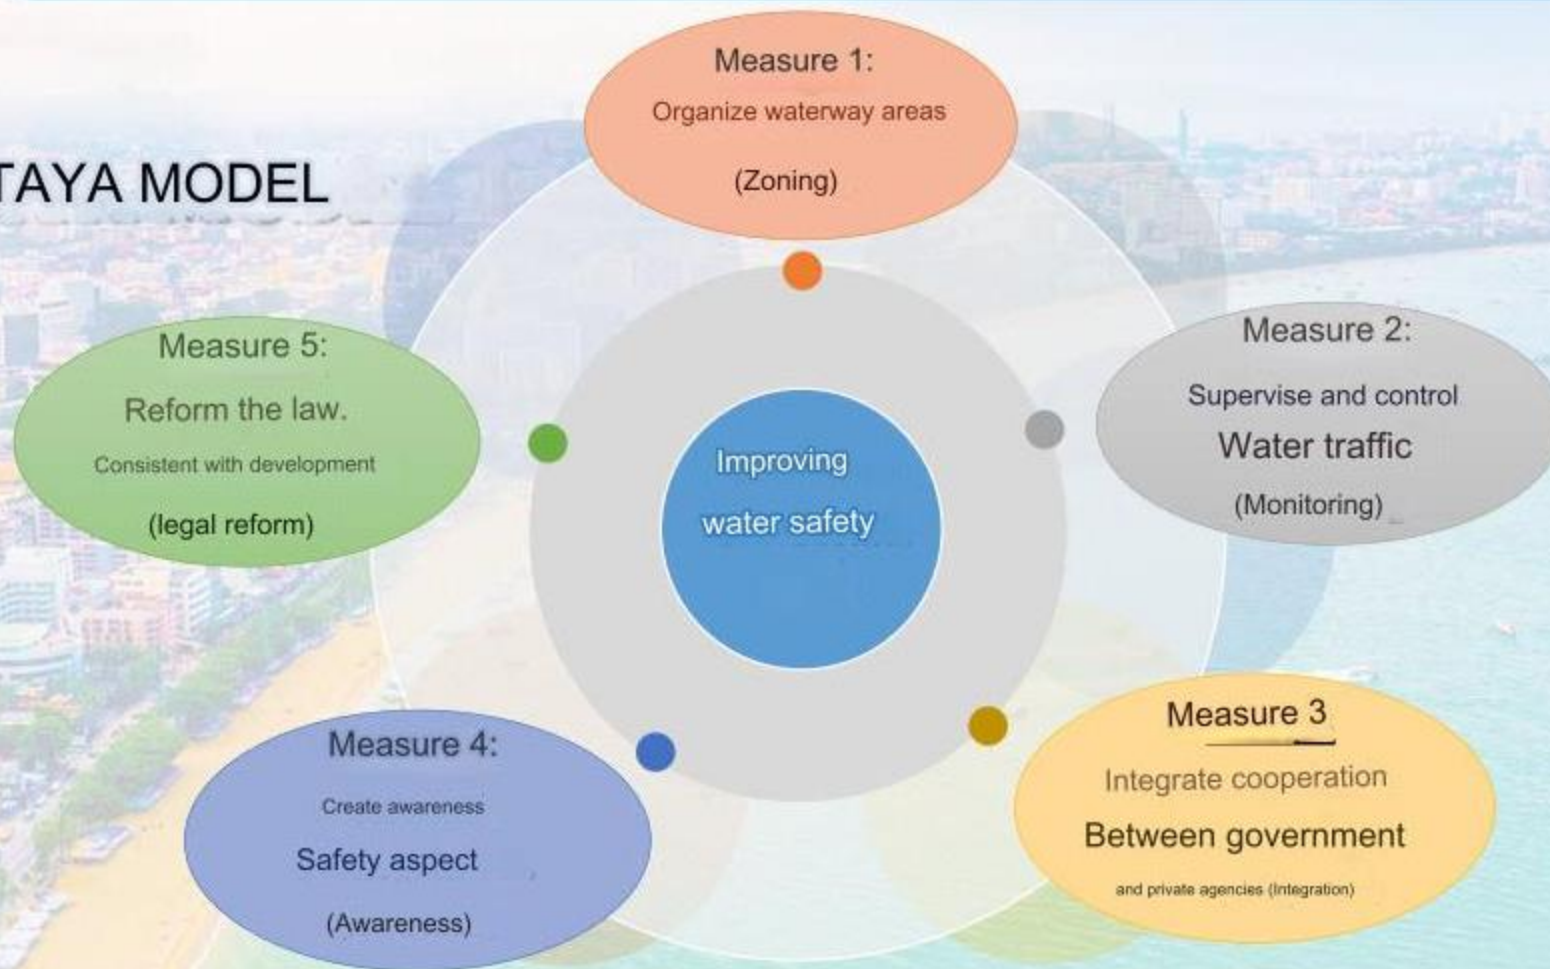 TAYA MODEL
Measure 1:
Organize waterway areas
(Zoning)
Measure 2:
Supervise and control
Water traffic
(Monitoring)
Measure 3
Integrate cooperation
Between government
and private agencies (Integration)
Measure 4:
Create awareness
Safety aspect
(Awareness)
Measure 5:
Reform the law.
Consistent with development
(legal reform)
Improving
water safety